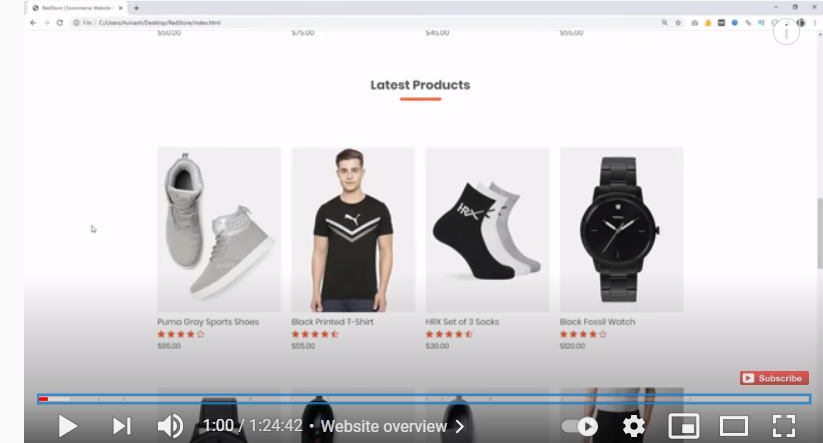 RedStore | Ecommerce Website
File | C:/Users/Avinash/Desktop/RedStore/index.html
$50.00 $75.00 $45.00 $55.00
Latest Products
HRX
FOSSIL
Puma Gray Sports Shoes Black Printed T-Shirt HRX Set of 3 Socks Black Fossil Watch
$95.00 $55.00 $30.00 $120.00
Subscribe
1:00 / 1:24:42 • Website overview